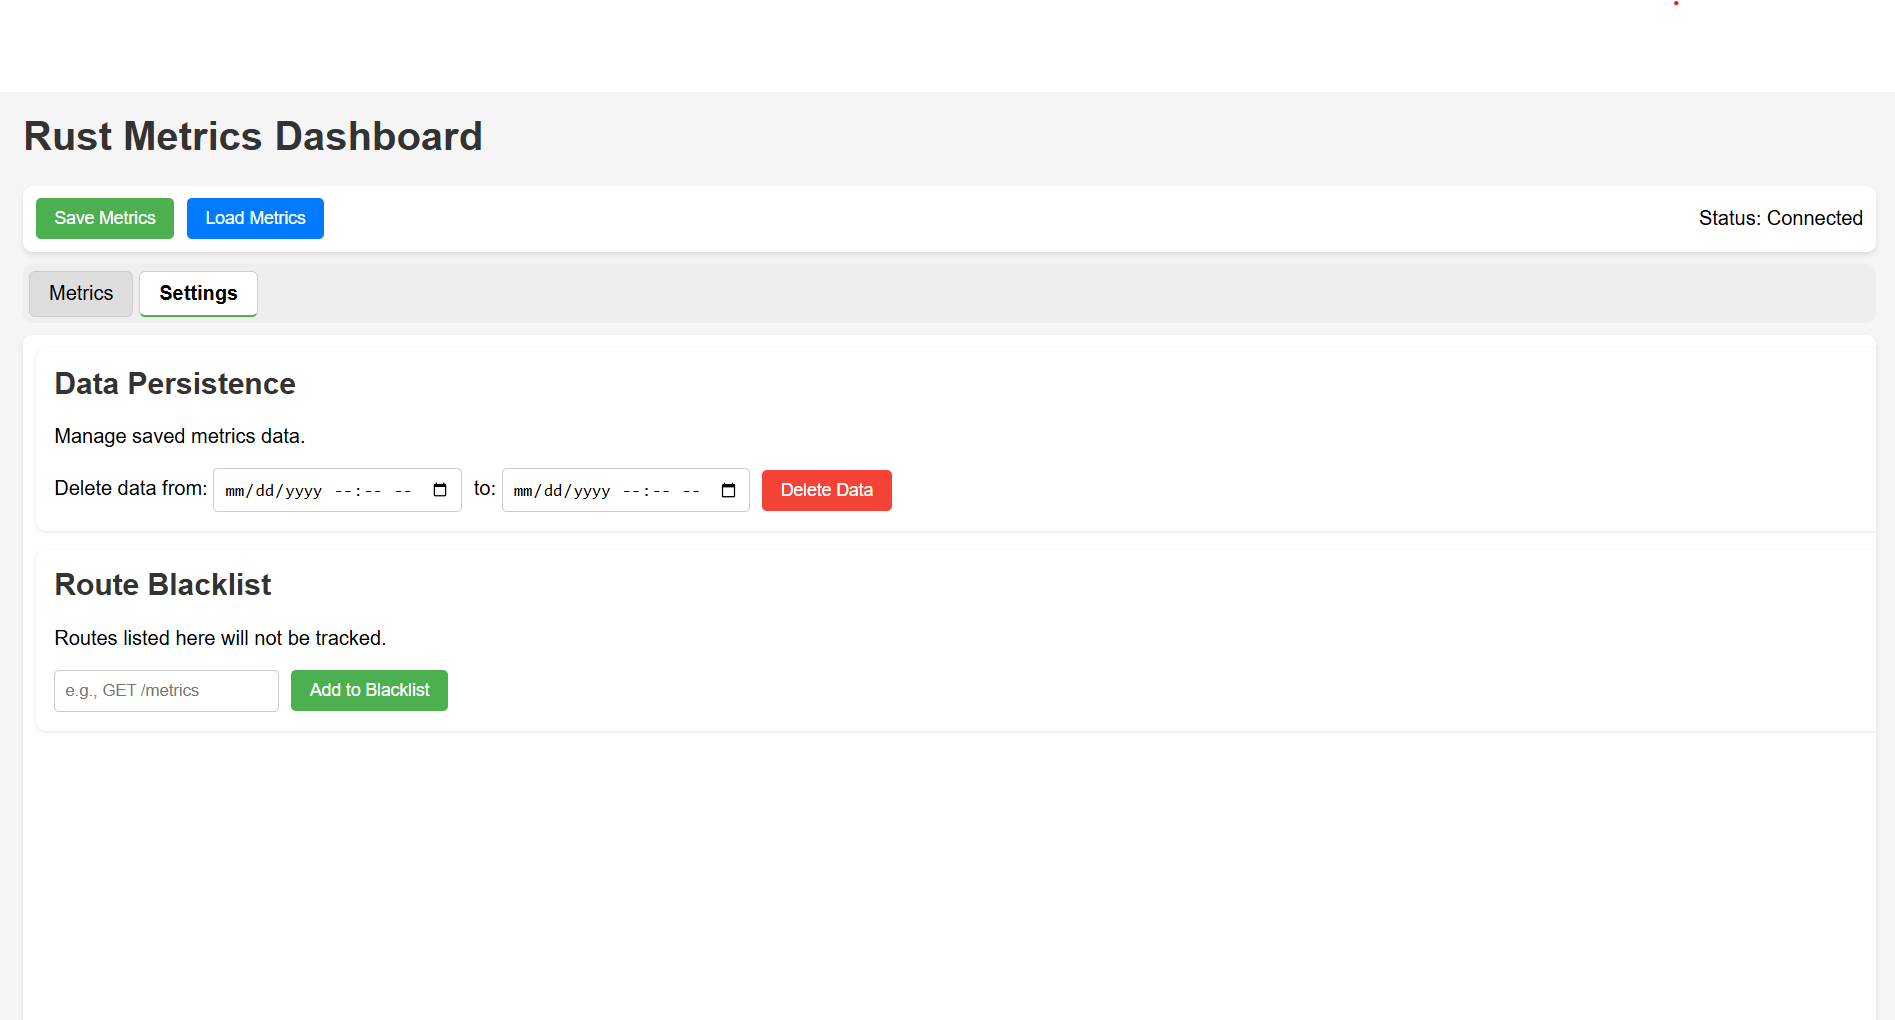 Rust Metrics Dashboard
Save Metrics Load Metrics Status: Connected
Metrics Settings
Data Persistence
Manage saved metrics data.
Delete data from: mm/dd/yyyy --:-- -- to: mm/dd/yyyy --:-- -- Delete Data
Route Blacklist
Routes listed here will not be tracked.
e.g., GET /metrics Add to Blacklist